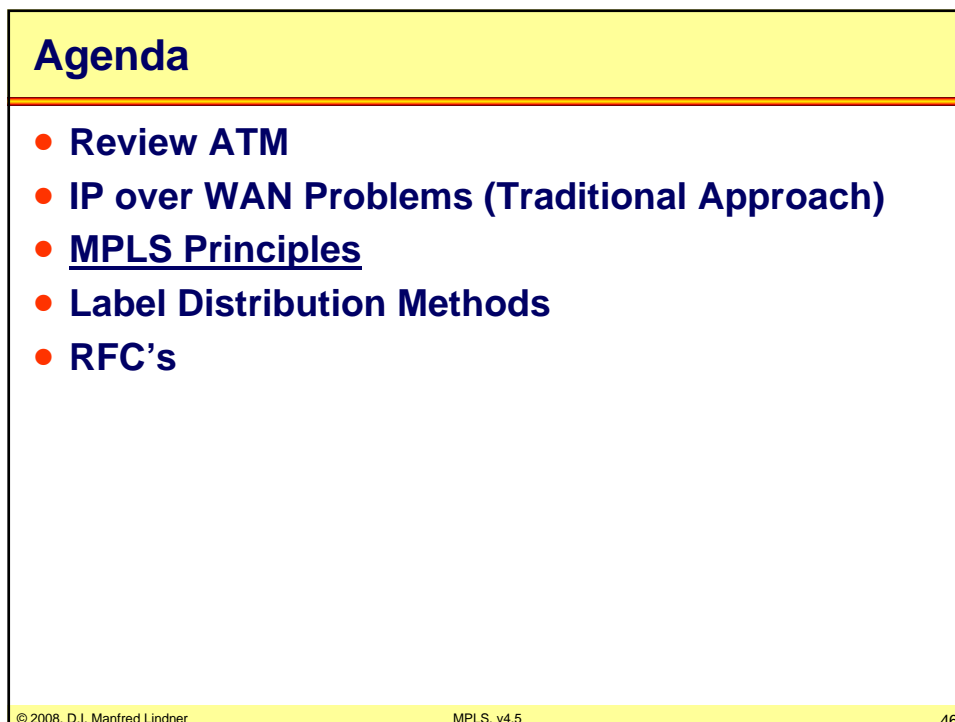 Agenda
• Review ATM
• IP over WAN Problems (Traditional Approach)
• MPLS Principles
• Label Distribution Methods
• RFC's
© 2008, D.I. Manfred Lindner MPLS, v4.5 46